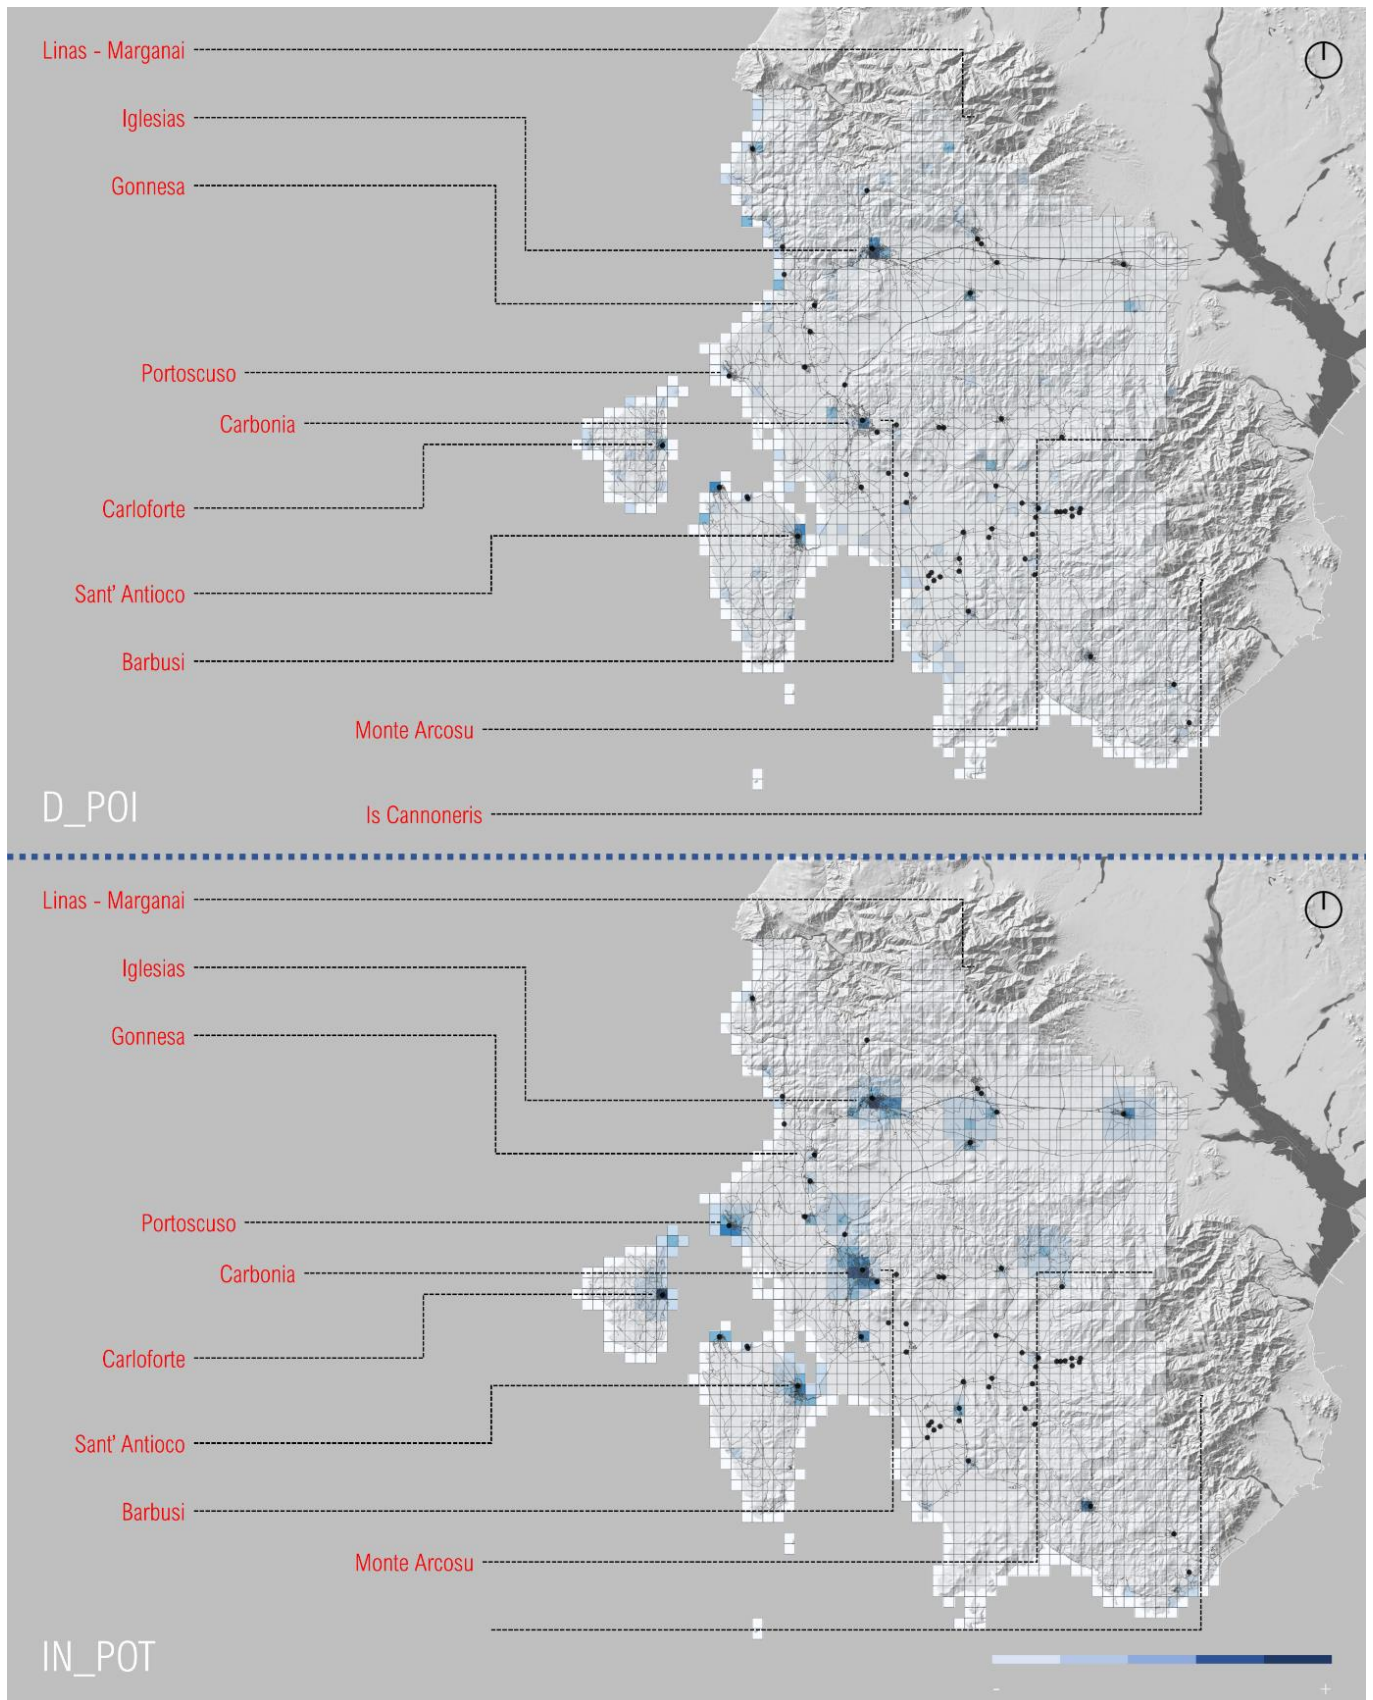 Linas - Marganai
Iglesias
Gonnesa
Portoscuso
Carbonia
Carloforte
Sant' Antioco
Barbusi
Monte Arcosu
Is Cannoneris
D_POI
Linas - Marganai
Iglesias
Gonnesa
Portoscuso
Carbonia
Carloforte
Sant' Antioco
Barbusi
Monte Arcosu
IN_POT
- +